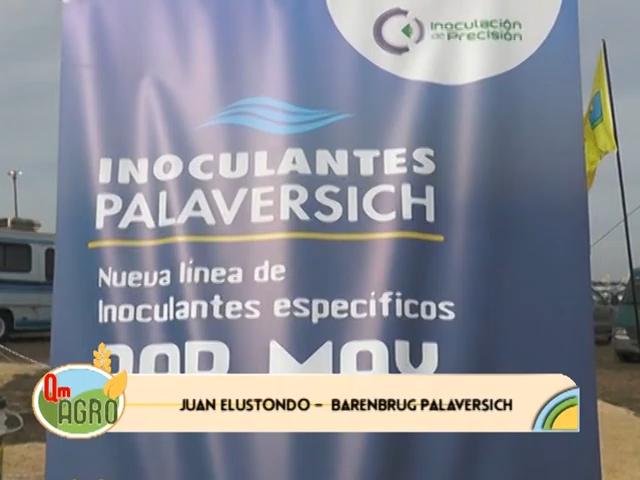 Inoculación
de Precisión
INOCULANTES
PALAVERSICH
Nueva línea de
Inoculantes específicos
Qm
AGRO
JUAN ELUSTONDO - BARENBRUG PALAVERSICH